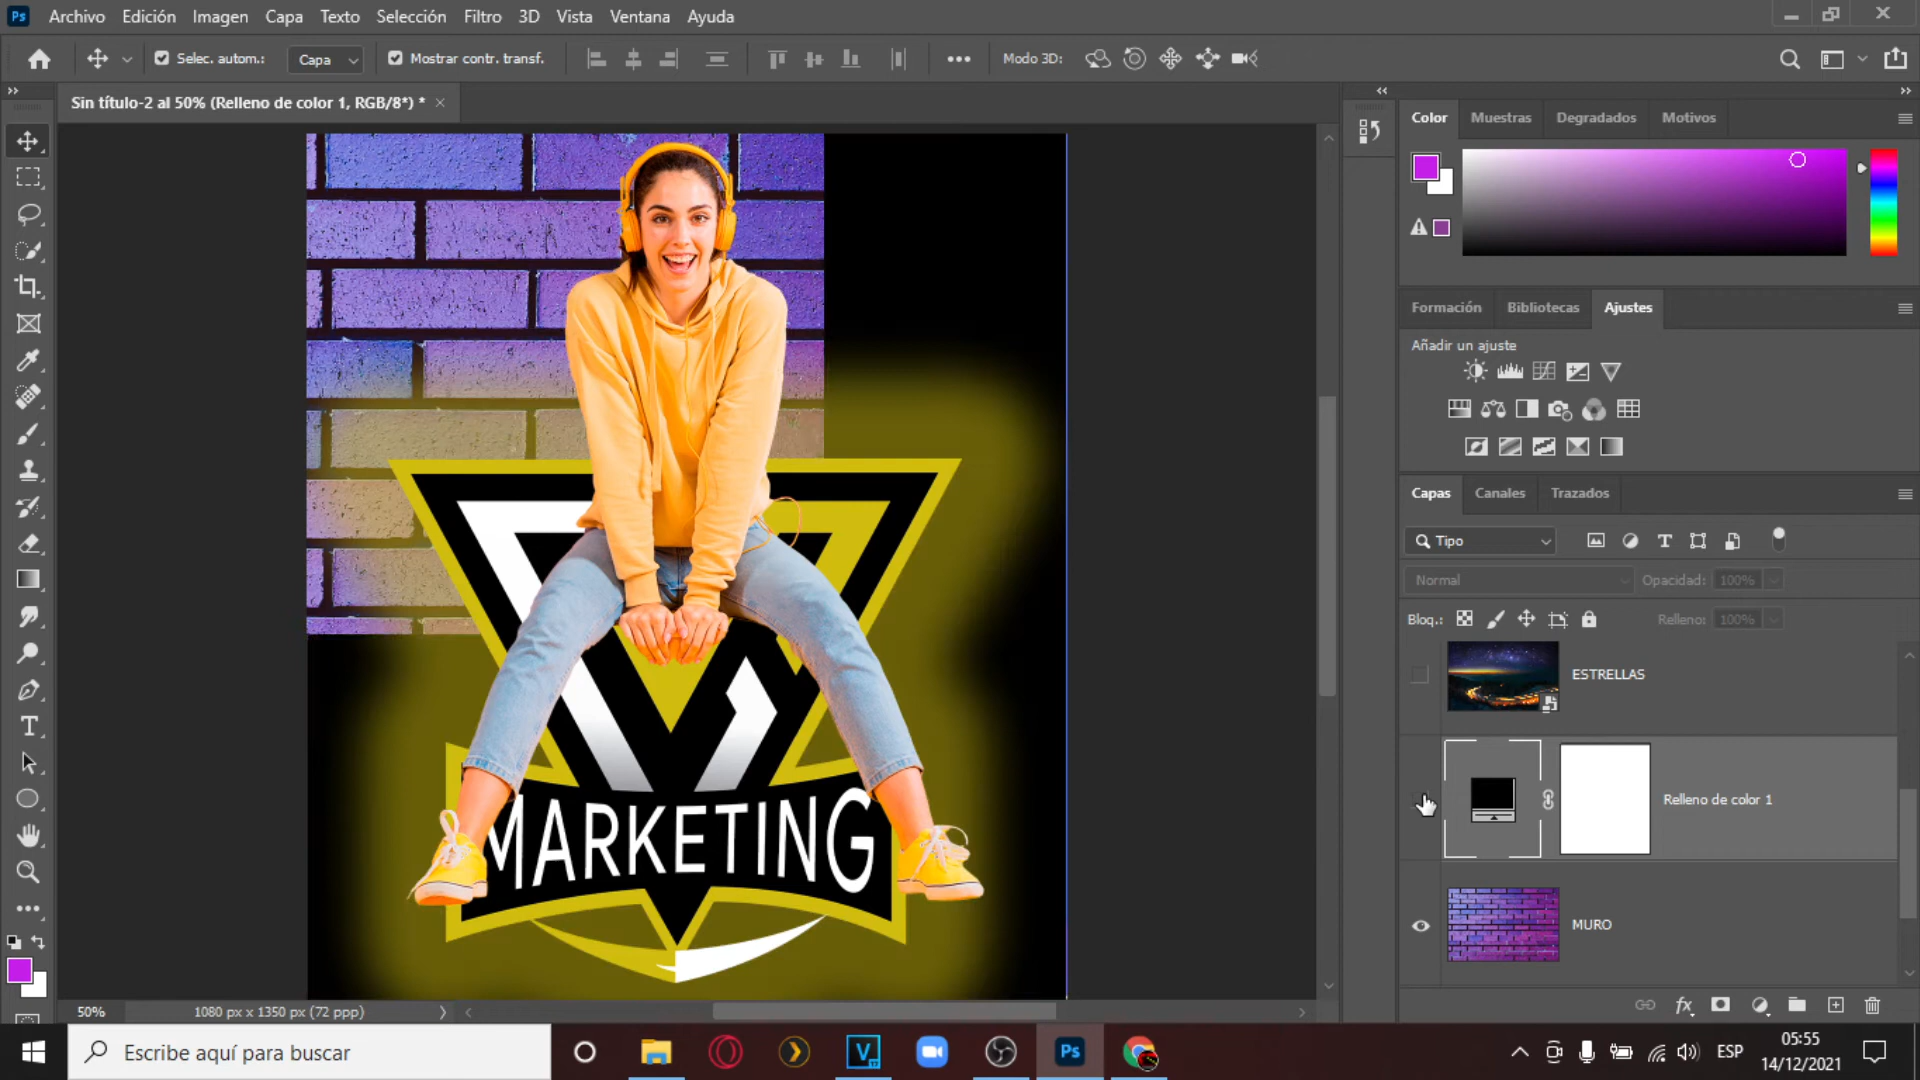 Ps Archivo Edición Imagen Capa Texto Selección Filtro 3D Vista Ventana Ayuda
Selec. autom.: Capa Mostrar contr. transf. Modo 3D:
Sin título-2 al 50% (Relleno de color 1, RGB/8*) *
Color Muestras Degradados Motivos
Formación Bibliotecas Ajustes
Añadir un ajuste
Capas Canales Trazados
Tipo
Normal Opacidad: 100%
Bloq.: Relleno: 100%
ESTRELLAS
Relleno de color 1
MURO
MARKETING
50% 1080 px x 1350 px (72 ppp)
Escribe aquí para buscar
V
Ps
ESP
05:55
14/12/2021